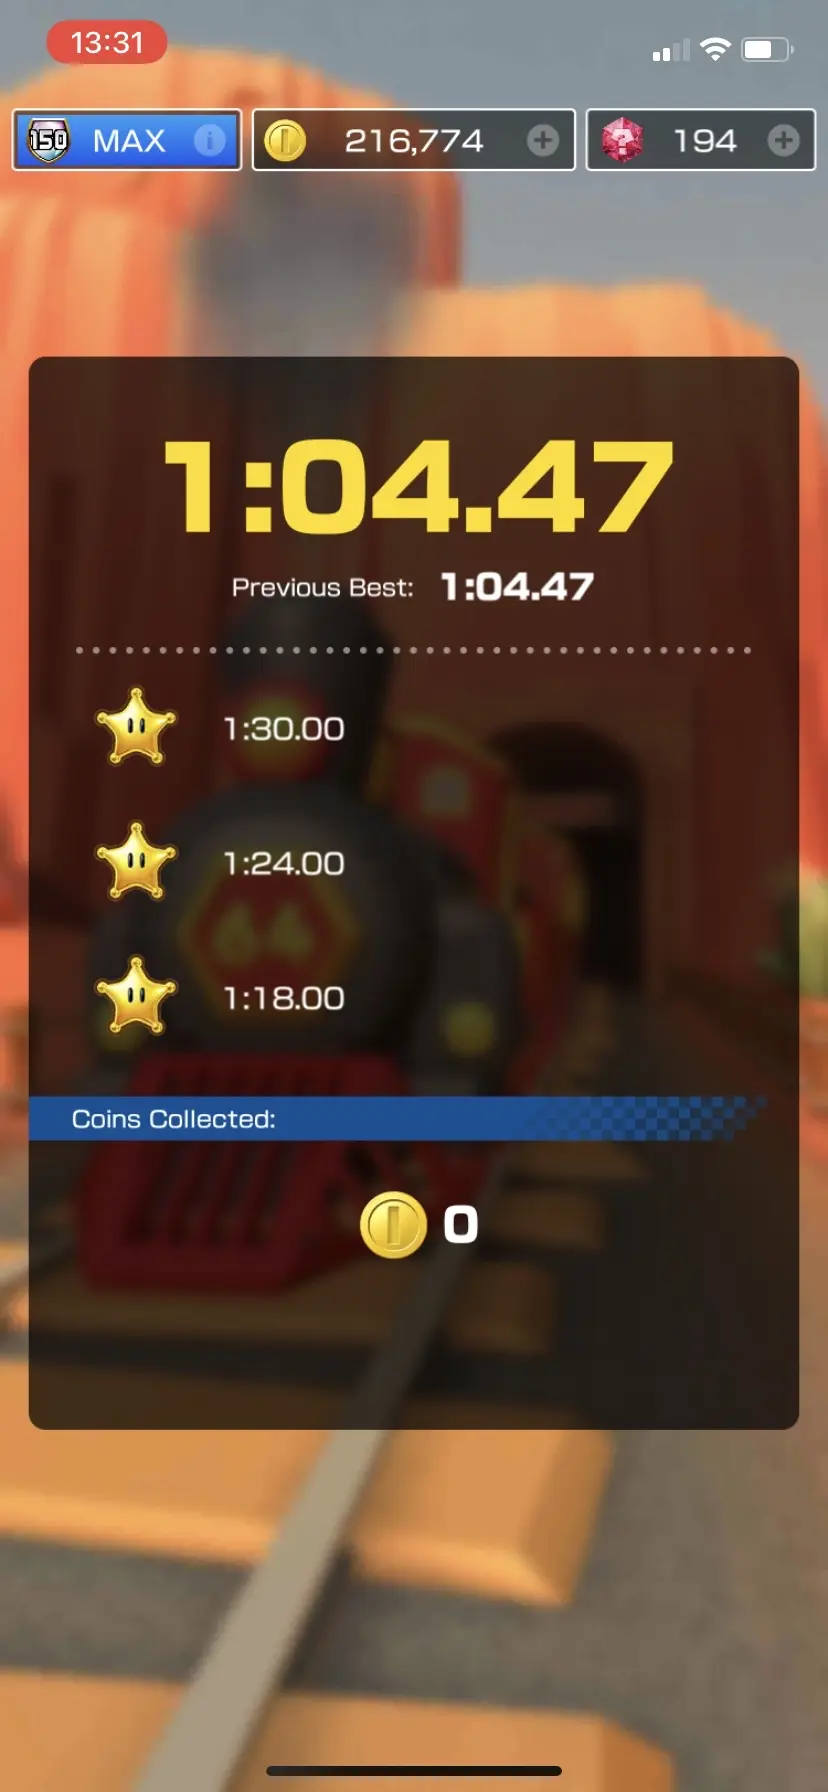 13:31
150 MAX i 216,774 + 194 +
1:04.47
Previous Best: 1:04.47
1:30.00
1:24.00
64
1:18.00
Coins Collected:
0